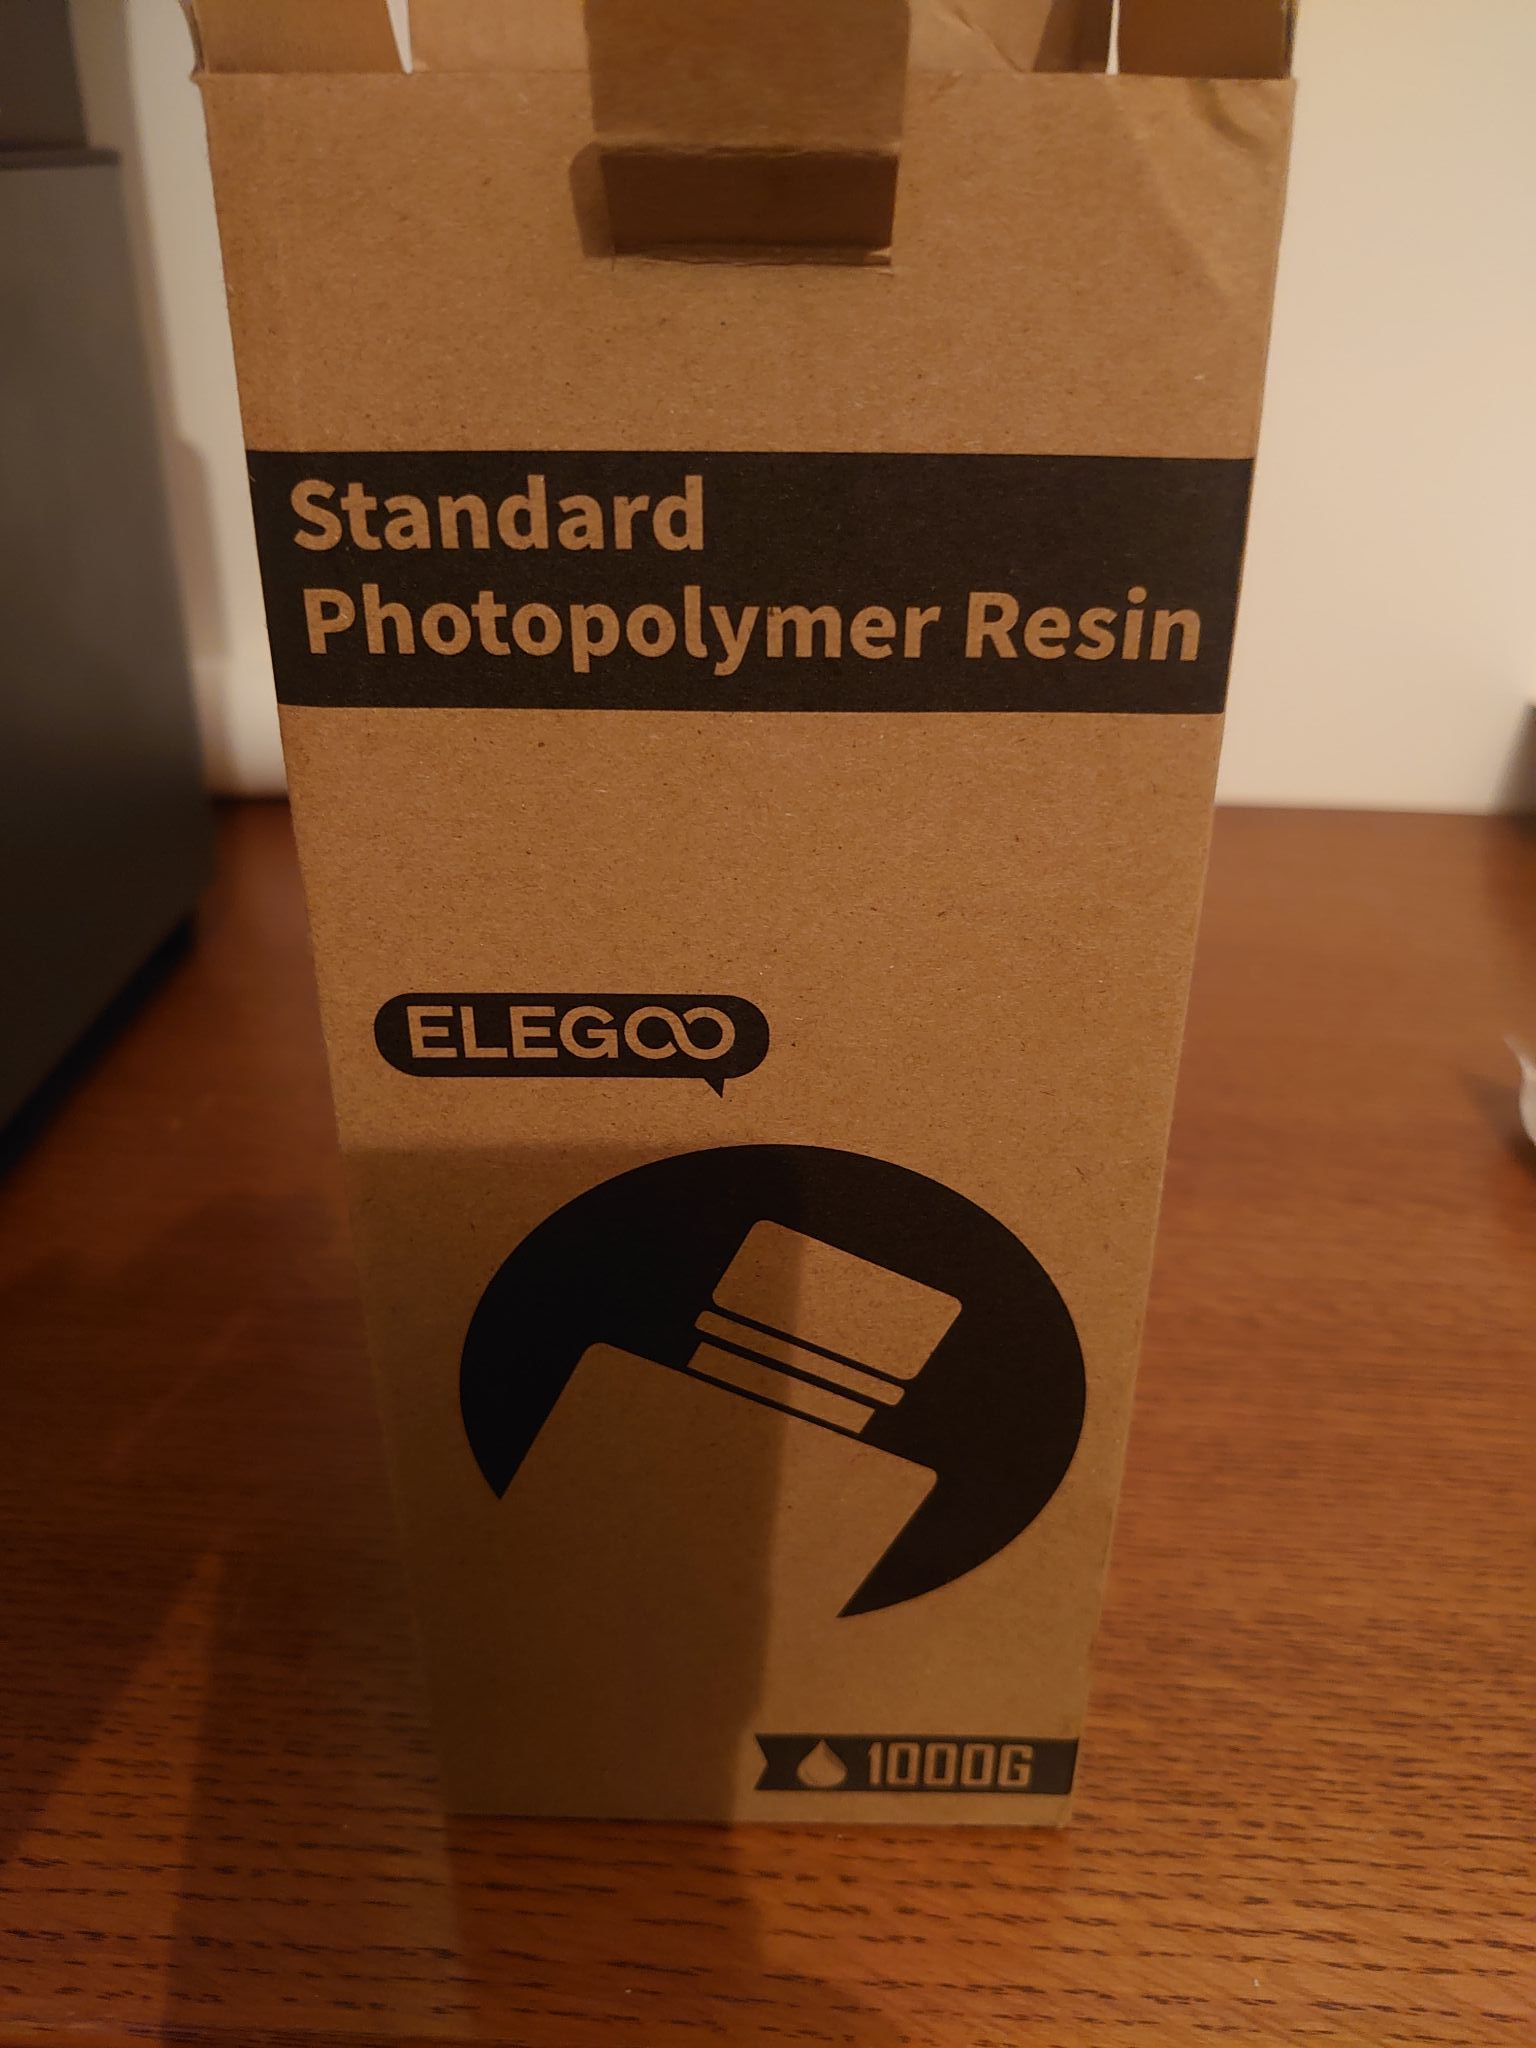 Standard
Photopolymer Resin
ELEGOO
1000G